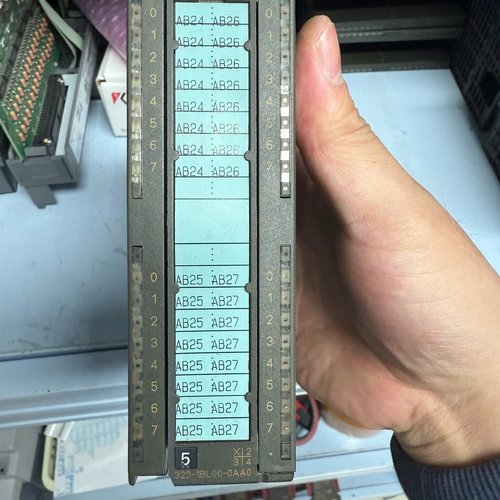 0 AB24 AB26 0
1 AB24 AB26 1
2 AB24 AB26 2
3 AB24 AB26 3
4 AB24 AB26 4
5 AB24 AB26 5
6 AB24 AB26 6
7 AB24 AB26 7
0 AB25 AB27 0
1 AB25 AB27 1
2 AB25 AB27 2
3 AB25 AB27 3
4 AB25 AB27 4
5 AB25 AB27 5
6 AB25 AB27 6
7 AB25 AB27 7
5 X 2
3 4
322-1BL00-0AA0